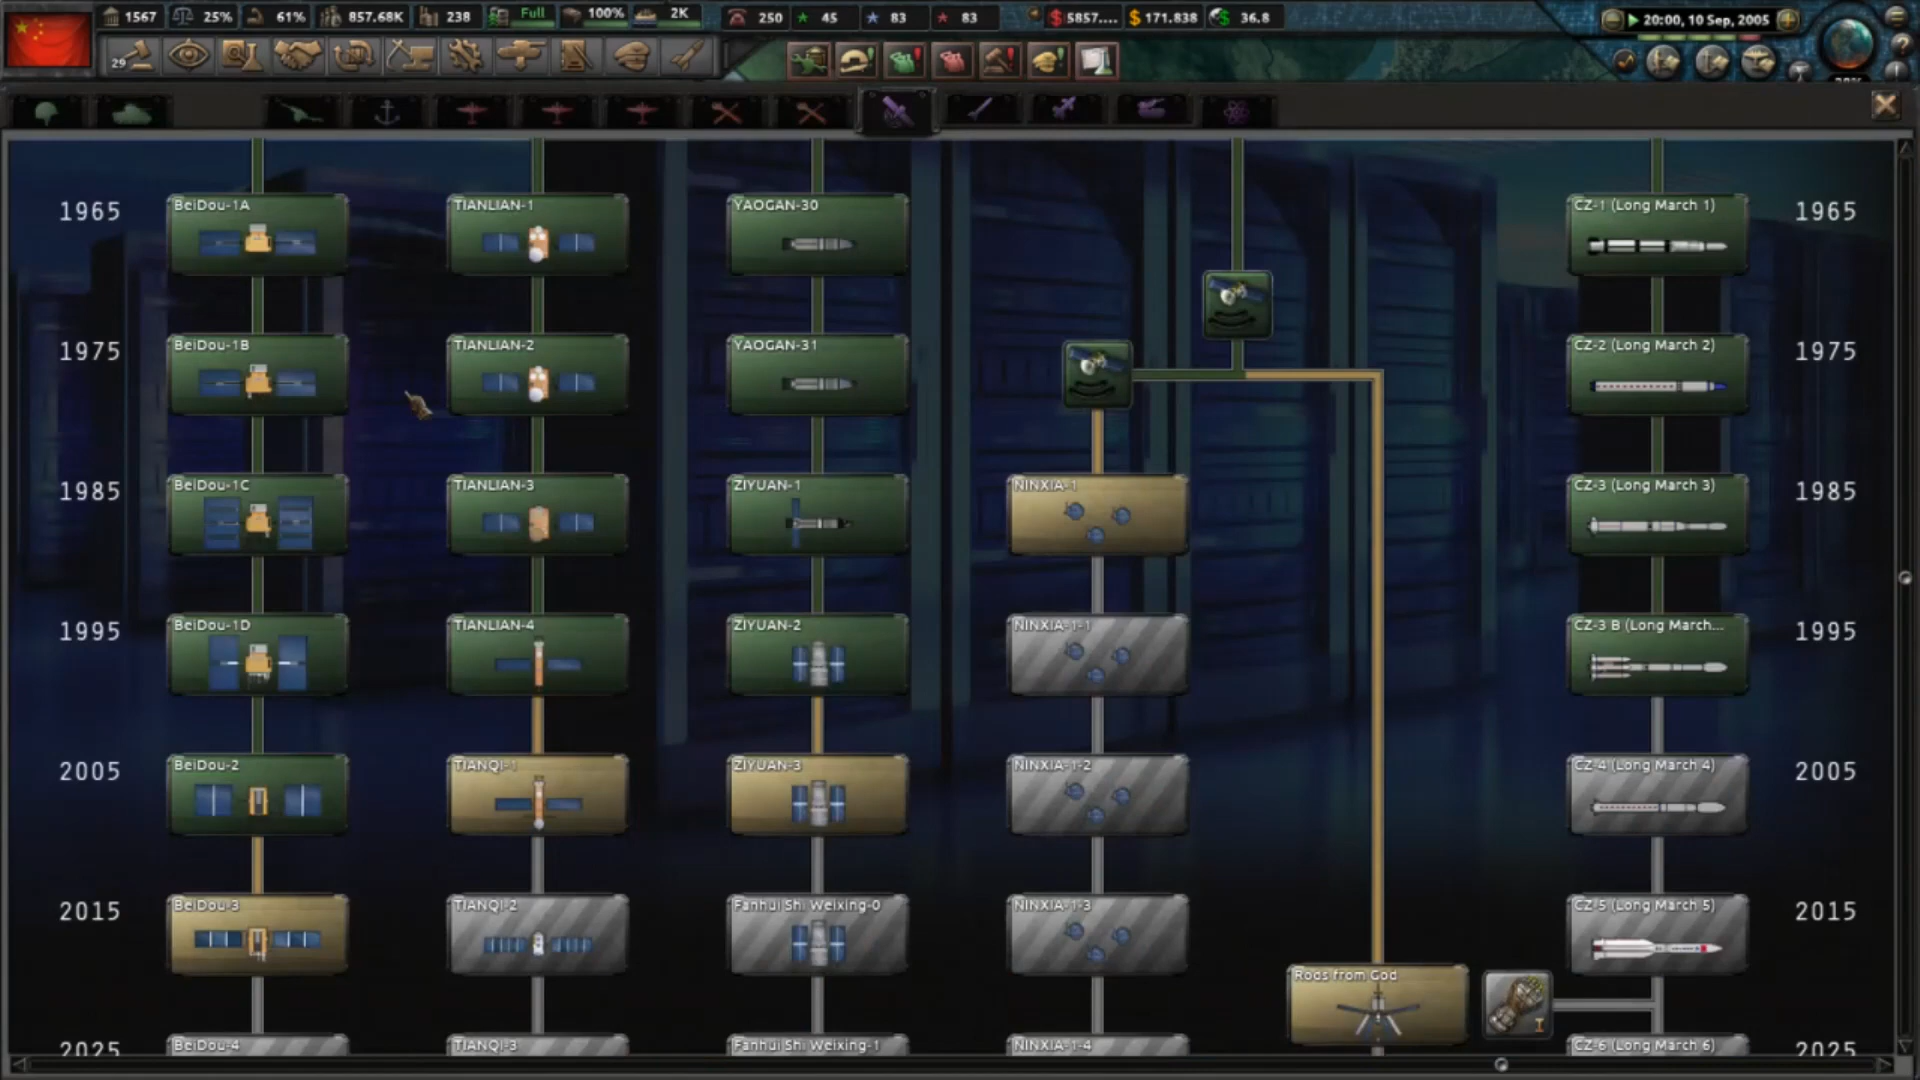 1567 25% 61% 857.68K 238 Full 100% 2K 250 45 83 83 5857.... 171.838 36.8 20:00, 10 Sep, 2005
29
1965 BeiDou-1A TIANLIAN-1 YAOGAN-30 CZ-1 (Long March 1) 1965
1975 BeiDou-1B TIANLIAN-2 YAOGAN-31 CZ-2 (Long March 2) 1975
1985 BeiDou-1C TIANLIAN-3 ZIYUAN-1 NINXIA-1 CZ-3 (Long March 3) 1985
1995 BeiDou-1D TIANLIAN-4 ZIYUAN-2 NINXIA-1-1 CZ-3 B (Long March... 1995
2005 BeiDou-2 TIANQI-1 ZIYUAN-3 NINXIA-1-2 CZ-4 (Long March 4) 2005
2015 BeiDou-3 TIANQI-2 Fanhui Shi Weixing-0 NINXIA-1-3 CZ-5 (Long March 5) 2015
Rods from God
I
2025 BeiDou-4 TIANQI-3 Fanhui Shi Weixing-1 NINXIA-1-4 CZ-6 (Long March 6) 2025